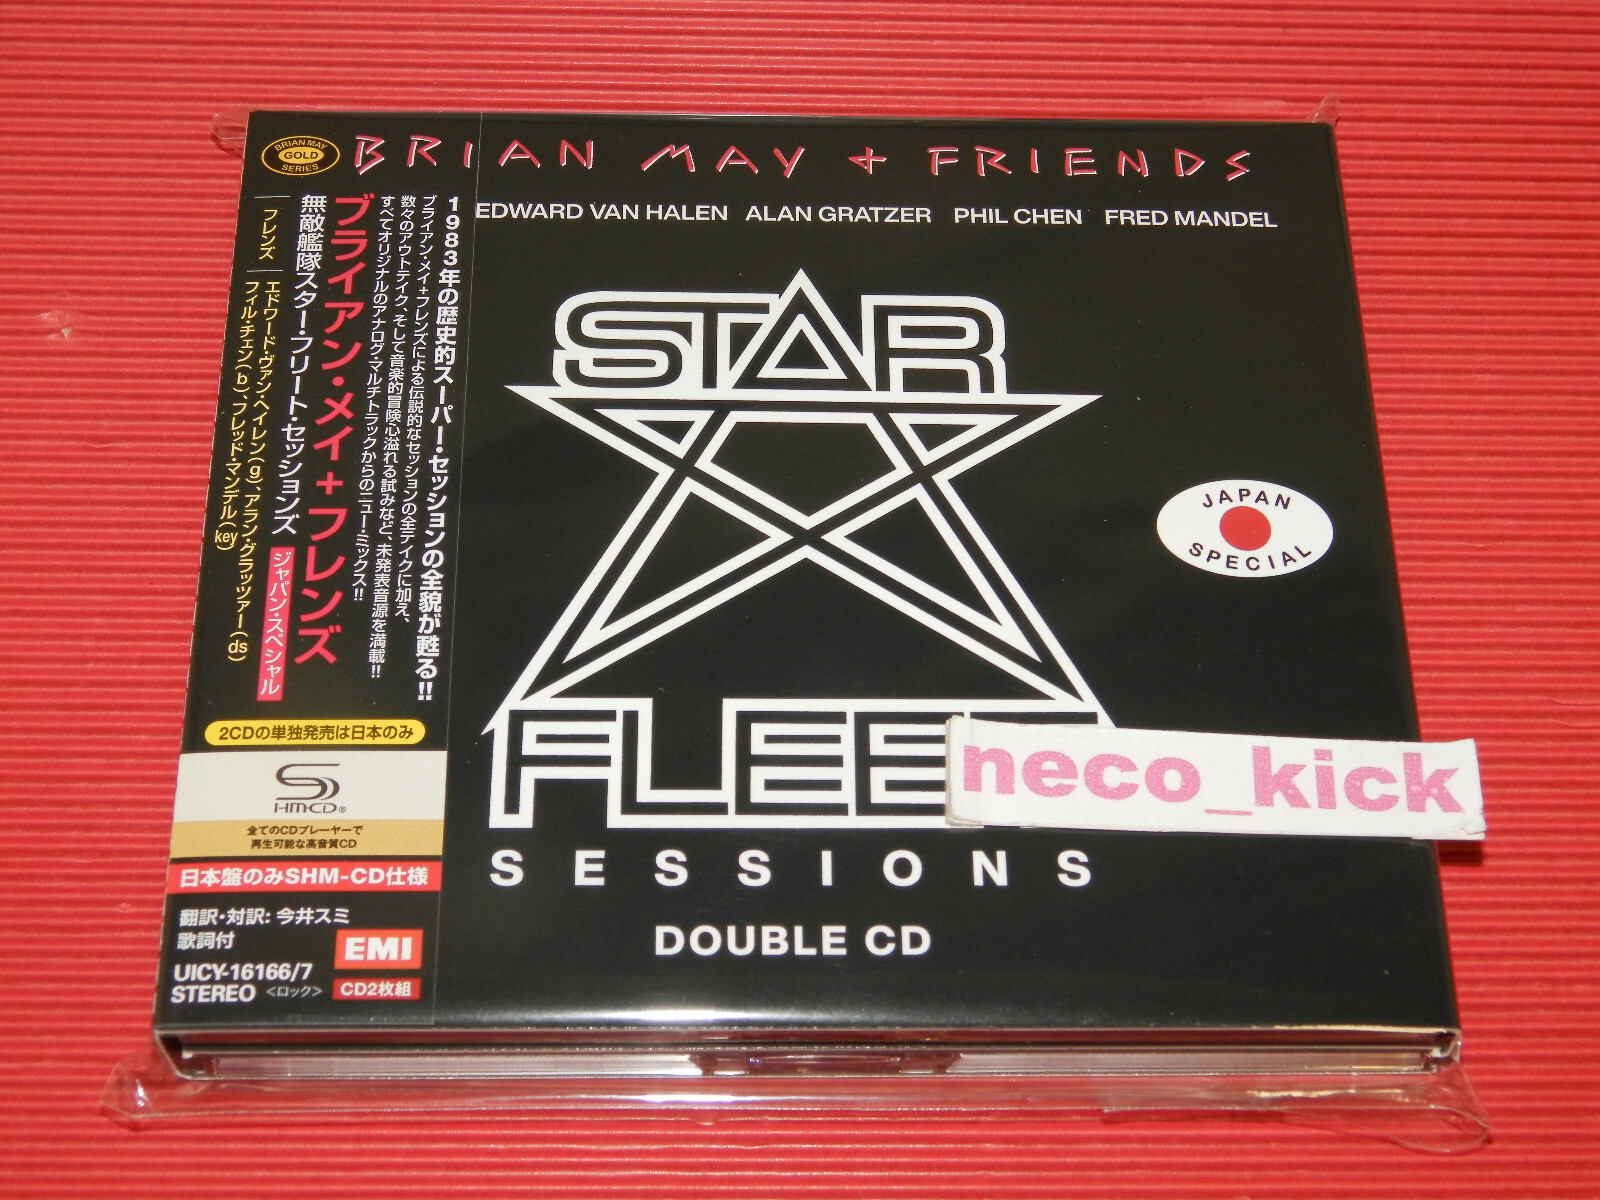 BRIAN MAY + FRIENDS
EDWARD VAN HALEN ALAN GRATZER PHIL CHEN FRED MANDEL
STAR
FLEET
SESSIONS
DOUBLE CD
JAPAN
SPECIAL
neco_kick
BRIAN MAY
GOLD
SERIES
1983年の歴史的スーパー・セッションの全貌が甦る!!
ブライアン・メイ+フレンズによる伝説的なセッションの全テイクに加え、
数々のアウトテイク、そして音楽的冒険心溢れる試みなど、未発表音源を満載!!
すべてオリジナルのアナログ・マルチトラックからのニュー・ミックス!!
ブライアン・メイ+フレンズ
無敵艦隊スター・フリート・セッションズ
ジャパン・スペシャル
フレンズ
エドワード・ヴァン・ヘイレン(g)、アラン・グラッツァー(ds)
フィル・チェン(b)、フレッド・マンデル(key)
2CDの単独発売は日本のみ
SHM-CD®
全てのCDプレーヤーで
再生可能な高音質CD
日本盤のみSHM-CD仕様
翻訳・対訳: 今井スミ
歌詞付
EMI
UICY-16166/7
STEREO <ロック>
CD2枚組